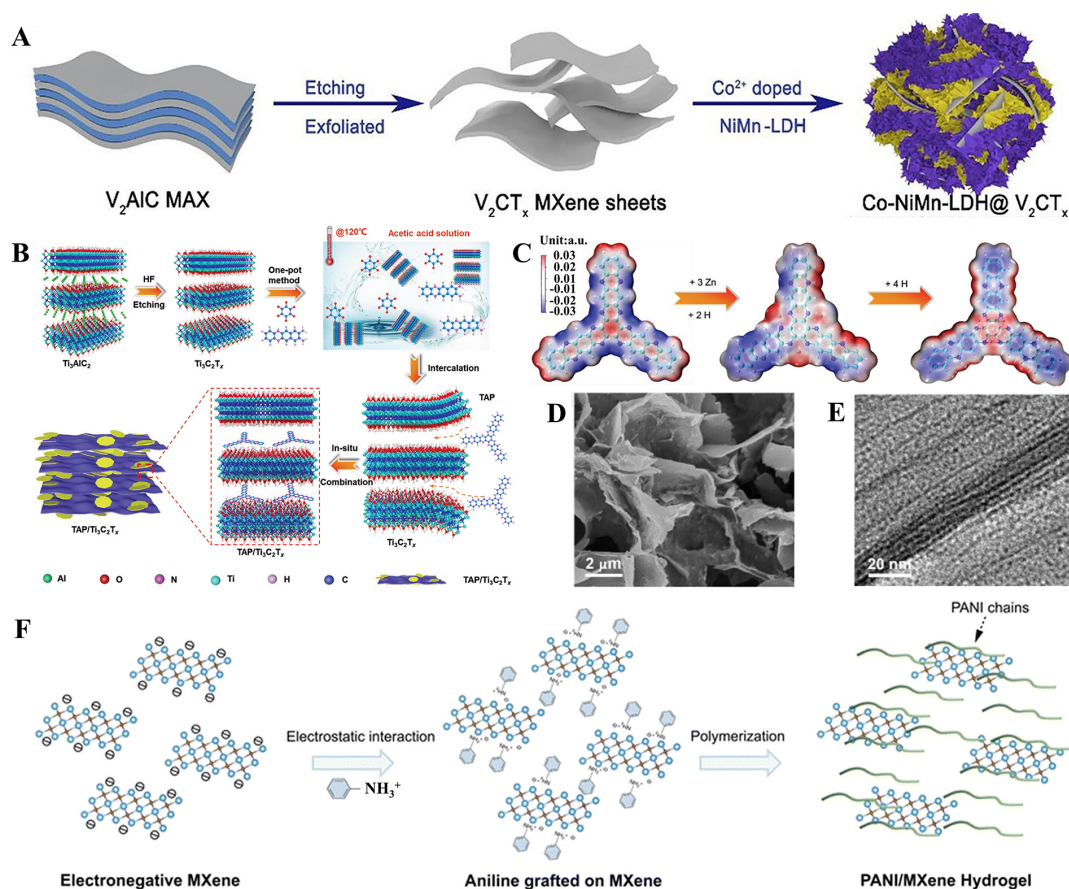 A
Etching
Exfoliated
Co²⁺ doped
NiMn-LDH
V₂AlC MAX
V₂CTₓ MXene sheets
Co-NiMn-LDH@ V₂CTₓ
B
HF
Etching
One-pot
method
@120℃
Acetic acid solution
Ti₃AlC₂
Ti₃C₂Tₓ
Intercalation
TAP
In-situ
Combination
TAP/Ti₃C₂Tₓ
TAP/Ti₃C₂Tₓ
Ti₃C₂Tₓ
Al
O
N
Ti
H
C
TAP/Ti₃C₂Tₓ
C
Unit:a.u.
0.03
0.02
0.01
0.00
-0.01
-0.02
-0.03
+ 3 Zn
+ 2 H
+ 4 H
D
2 μm
E
20 nm
F
Electrostatic interaction
NH₃⁺
Polymerization
PANI chains
Electronegative MXene
Aniline grafted on MXene
PANI/MXene Hydrogel